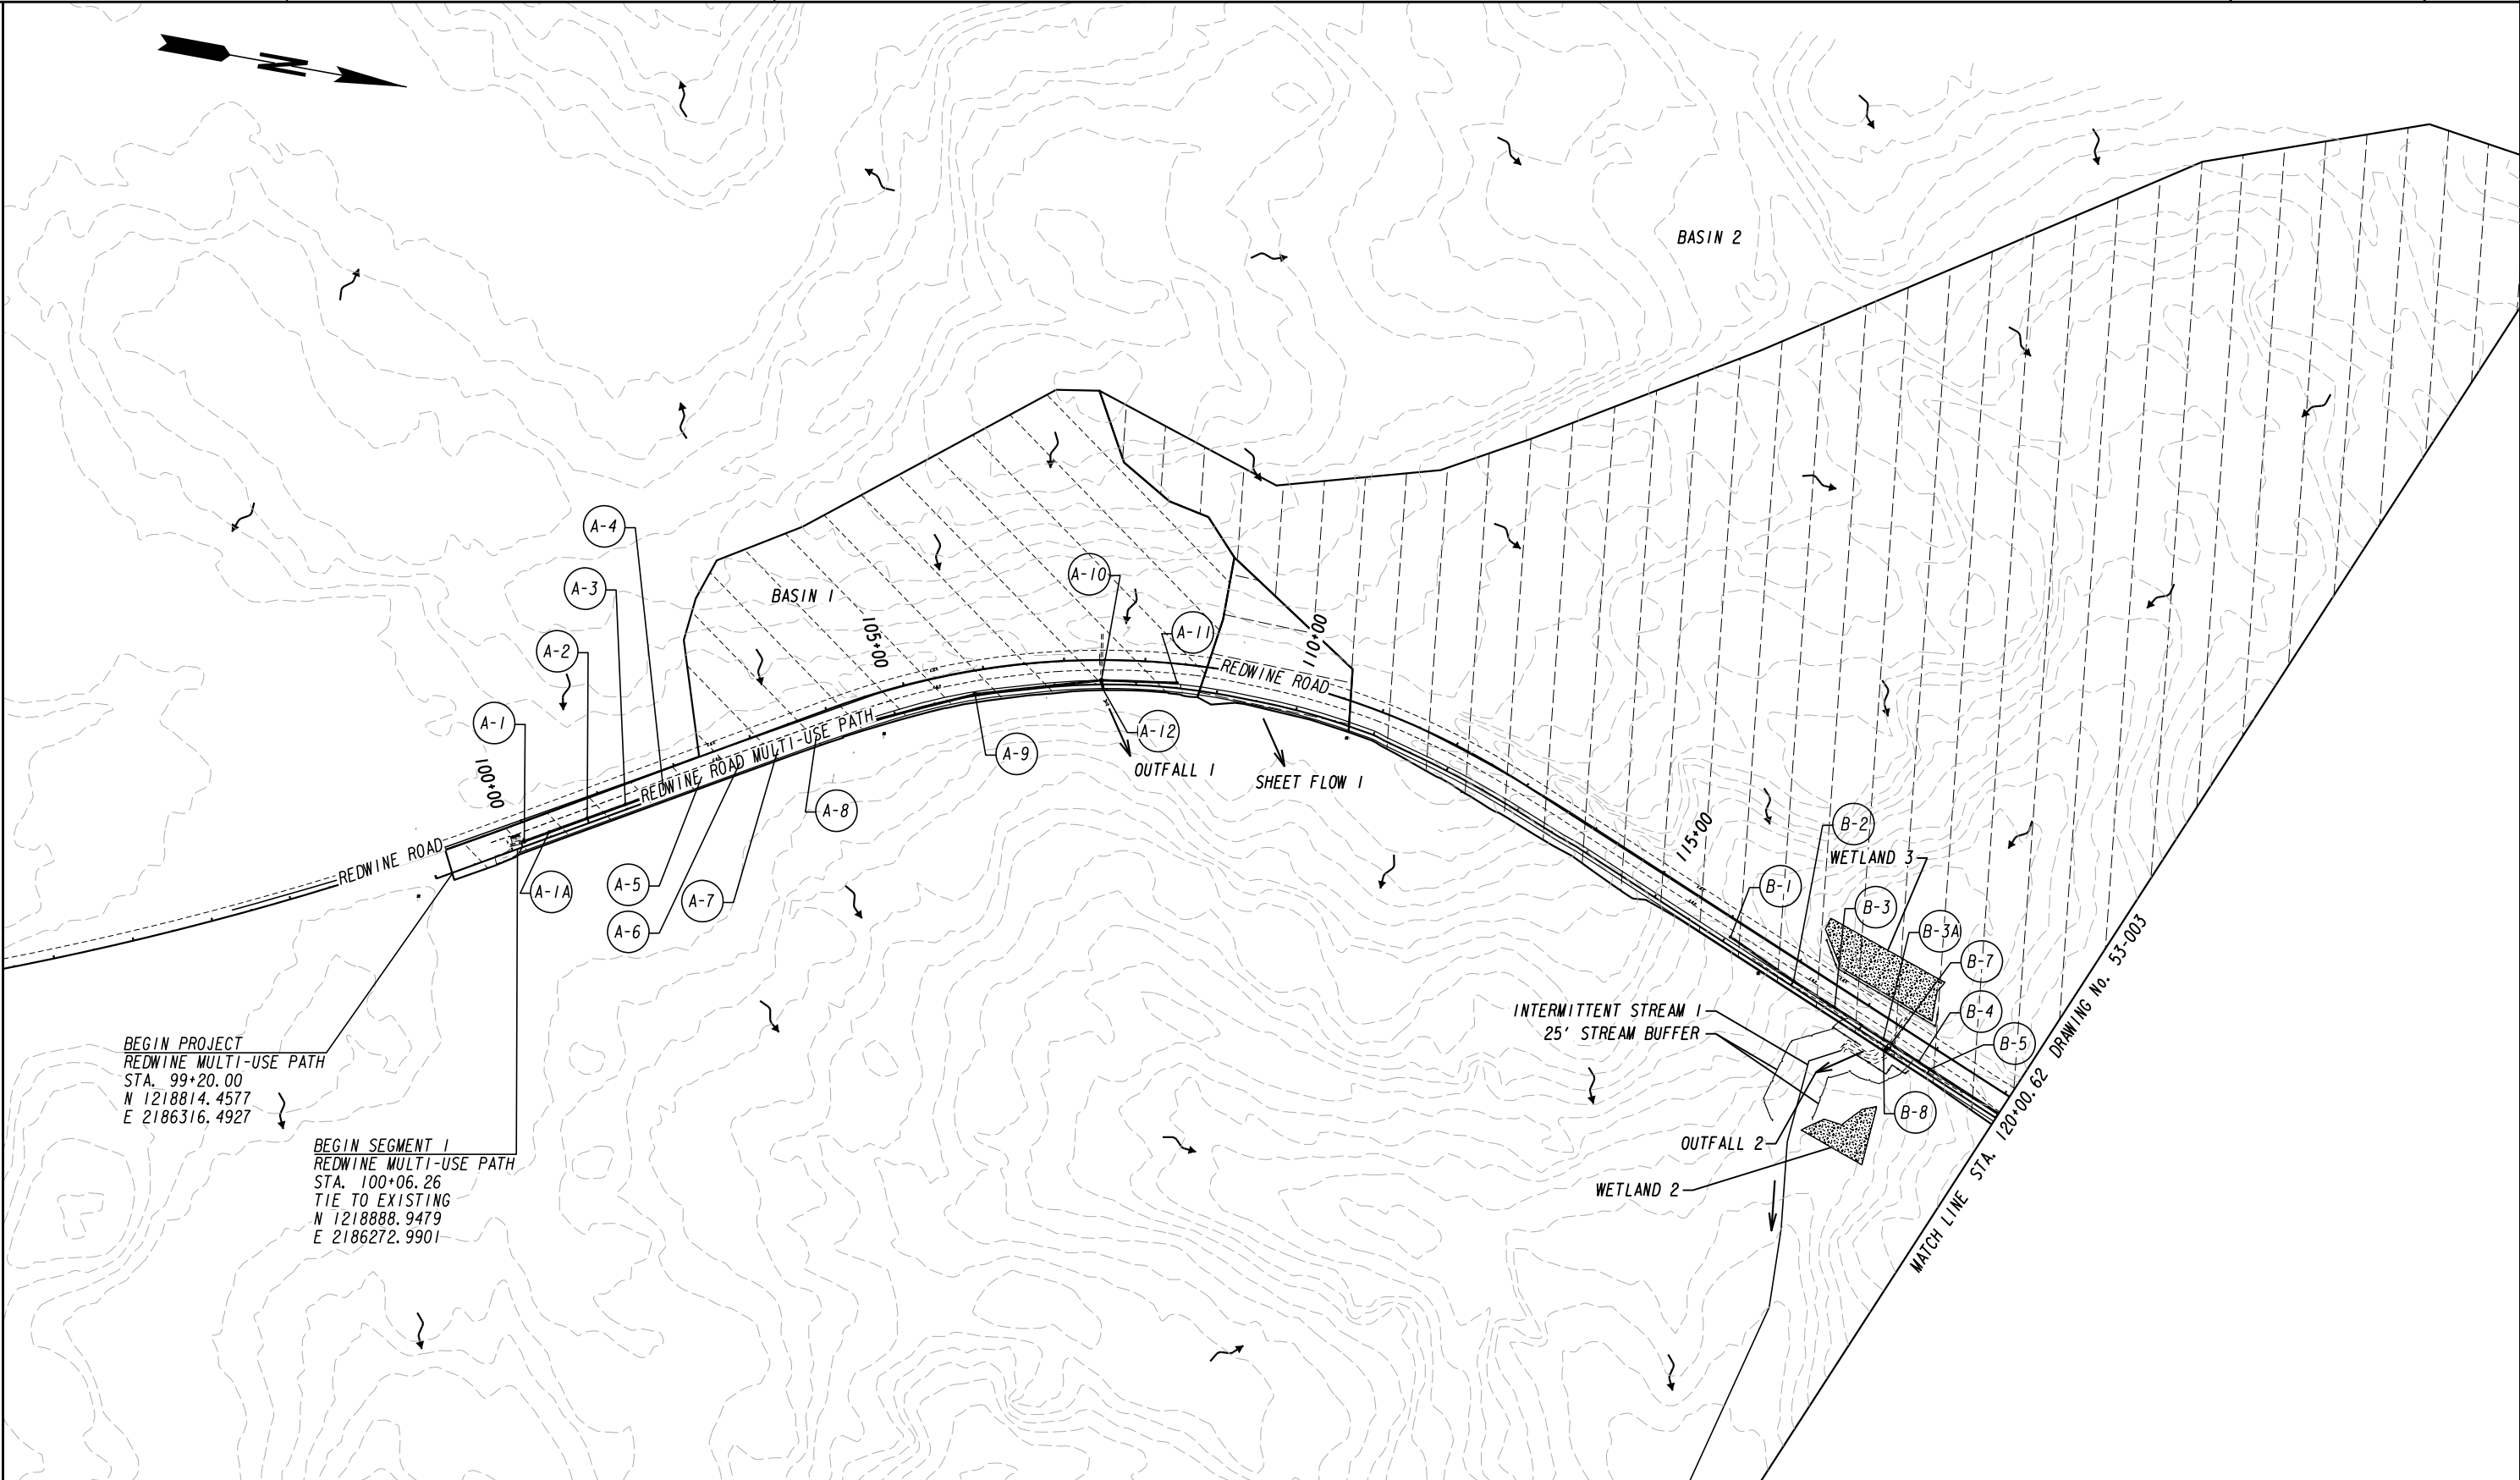 N
BASIN 2
A-4
A-10
A-3
BASIN 1
110+00
A-11
105+00
A-2
REDWINE ROAD
A-1
REDWINE ROAD MULTI-USE PATH
A-12
A-9
OUTFALL 1
100+00
SHEET FLOW 1
A-8
115+00
B-2
REDWINE ROAD
WETLAND 3
A-1A
A-5
A-7
B-1
B-3
A-6
B-3A
B-7
INTERMITTENT STREAM 1
B-4
25' STREAM BUFFER
B-5
BEGIN PROJECT
REDWINE MULTI-USE PATH
STA. 99+20.00
N 1218814.4577
E 2186316.4927
B-8
OUTFALL 2
BEGIN SEGMENT 1
REDWINE MULTI-USE PATH
STA. 100+06.26
TIE TO EXISTING
N 1218888.9479
E 2186272.9901
WETLAND 2
MATCH LINE STA. 120+00.62 DRAWING No. 53-003